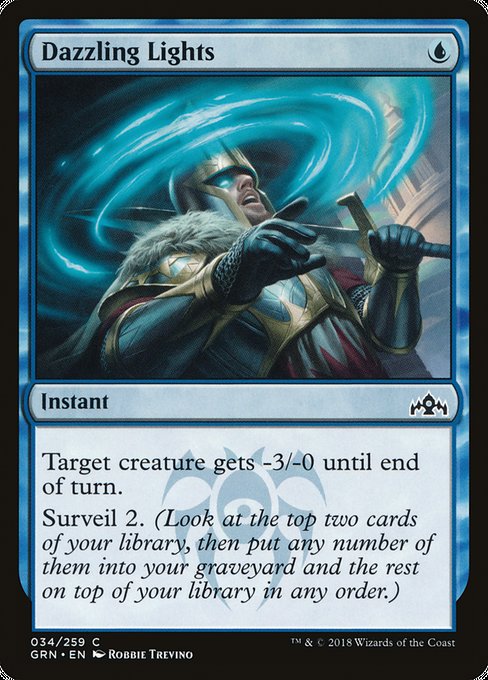 Dazzling Lights
Instant
Target creature gets -3/-0 until end
of turn.
Surveil 2. (Look at the top two cards
of your library, then put any number of
them into your graveyard and the rest
on top of your library in any order.)
034/259 C
GRN • EN Robbie Trevino
™ & © 2018 Wizards of the Coast